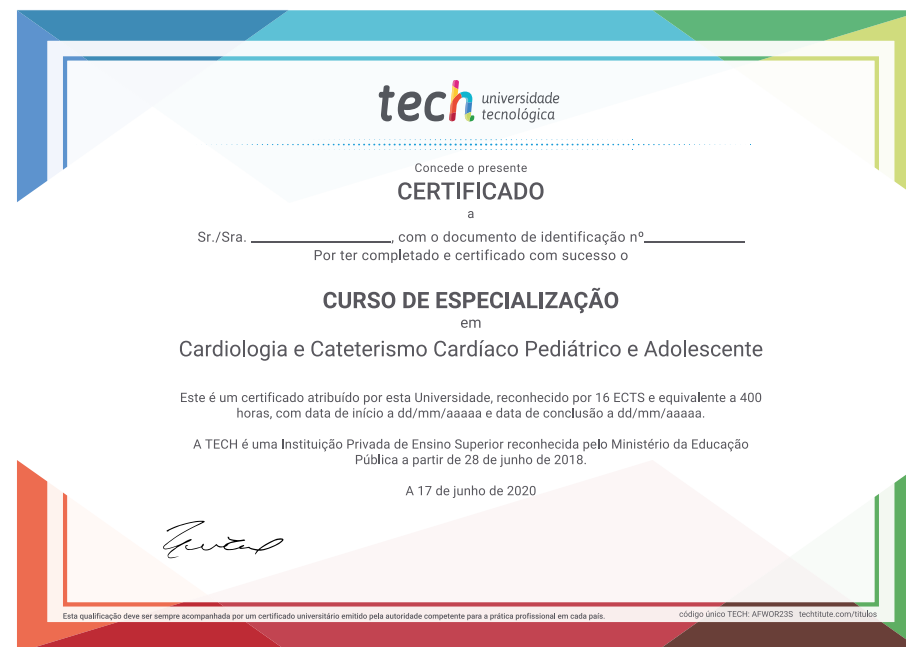 tech universidade
tecnológica
Concede o presente
CERTIFICADO
a
Sr./Sra. ____________________, com o documento de identificação nº______________
Por ter completado e certificado com sucesso o
CURSO DE ESPECIALIZAÇÃO
em
Cardiologia e Cateterismo Cardíaco Pediátrico e Adolescente
Este é um certificado atribuído por esta Universidade, reconhecido por 16 ECTS e equivalente a 400
horas, com data de início a dd/mm/aaaaa e data de conclusão a dd/mm/aaaaa.
A TECH é uma Instituição Privada de Ensino Superior reconhecida pelo Ministério da Educação
Pública a partir de 28 de junho de 2018.
A 17 de junho de 2020
Esta qualificação deve ser sempre acompanhada por um certificado universitário emitido pela autoridade competente para a prática profissional em cada país.
código único TECH: AFWOR23S techtitute.com/titulos